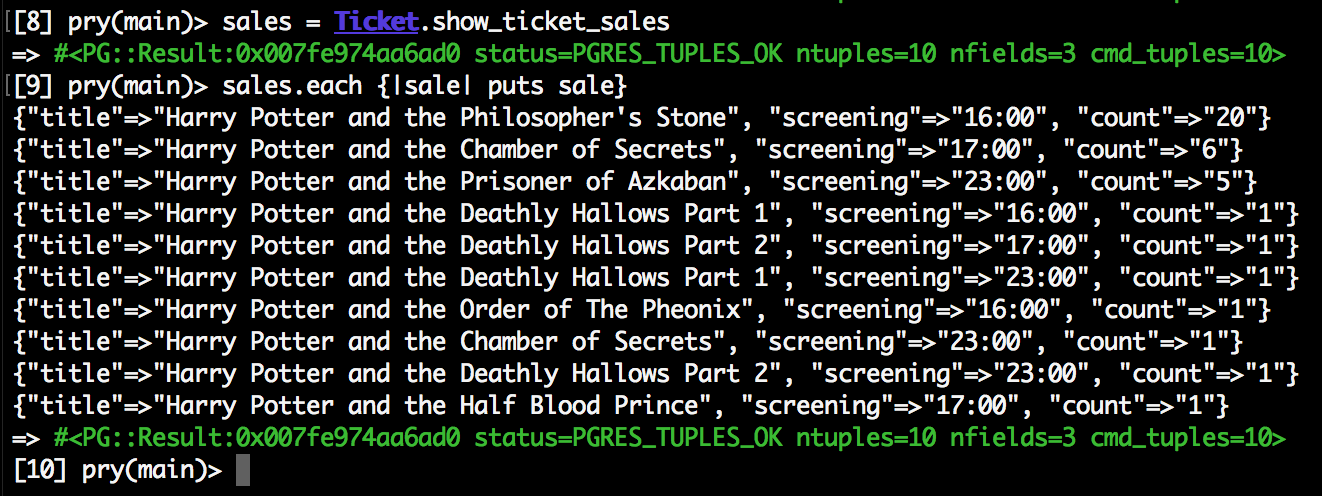 [8] pry(main)> sales = Ticket.show_ticket_sales
=> #<PG::Result:0x007fe974aa6ad0 status=PGRES_TUPLES_OK ntuples=10 nfields=3 cmd_tuples=10>
[9] pry(main)> sales.each {|sale| puts sale}
{"title"=>"Harry Potter and the Philosopher's Stone", "screening"=>"16:00", "count"=>"20"}
{"title"=>"Harry Potter and the Chamber of Secrets", "screening"=>"17:00", "count"=>"6"}
{"title"=>"Harry Potter and the Prisoner of Azkaban", "screening"=>"23:00", "count"=>"5"}
{"title"=>"Harry Potter and the Deathly Hallows Part 1", "screening"=>"16:00", "count"=>"1"}
{"title"=>"Harry Potter and the Deathly Hallows Part 2", "screening"=>"17:00", "count"=>"1"}
{"title"=>"Harry Potter and the Deathly Hallows Part 1", "screening"=>"23:00", "count"=>"1"}
{"title"=>"Harry Potter and the Order of The Pheonix", "screening"=>"16:00", "count"=>"1"}
{"title"=>"Harry Potter and the Chamber of Secrets", "screening"=>"23:00", "count"=>"1"}
{"title"=>"Harry Potter and the Deathly Hallows Part 2", "screening"=>"23:00", "count"=>"1"}
{"title"=>"Harry Potter and the Half Blood Prince", "screening"=>"17:00", "count"=>"1"}
=> #<PG::Result:0x007fe974aa6ad0 status=PGRES_TUPLES_OK ntuples=10 nfields=3 cmd_tuples=10>
[10] pry(main)>